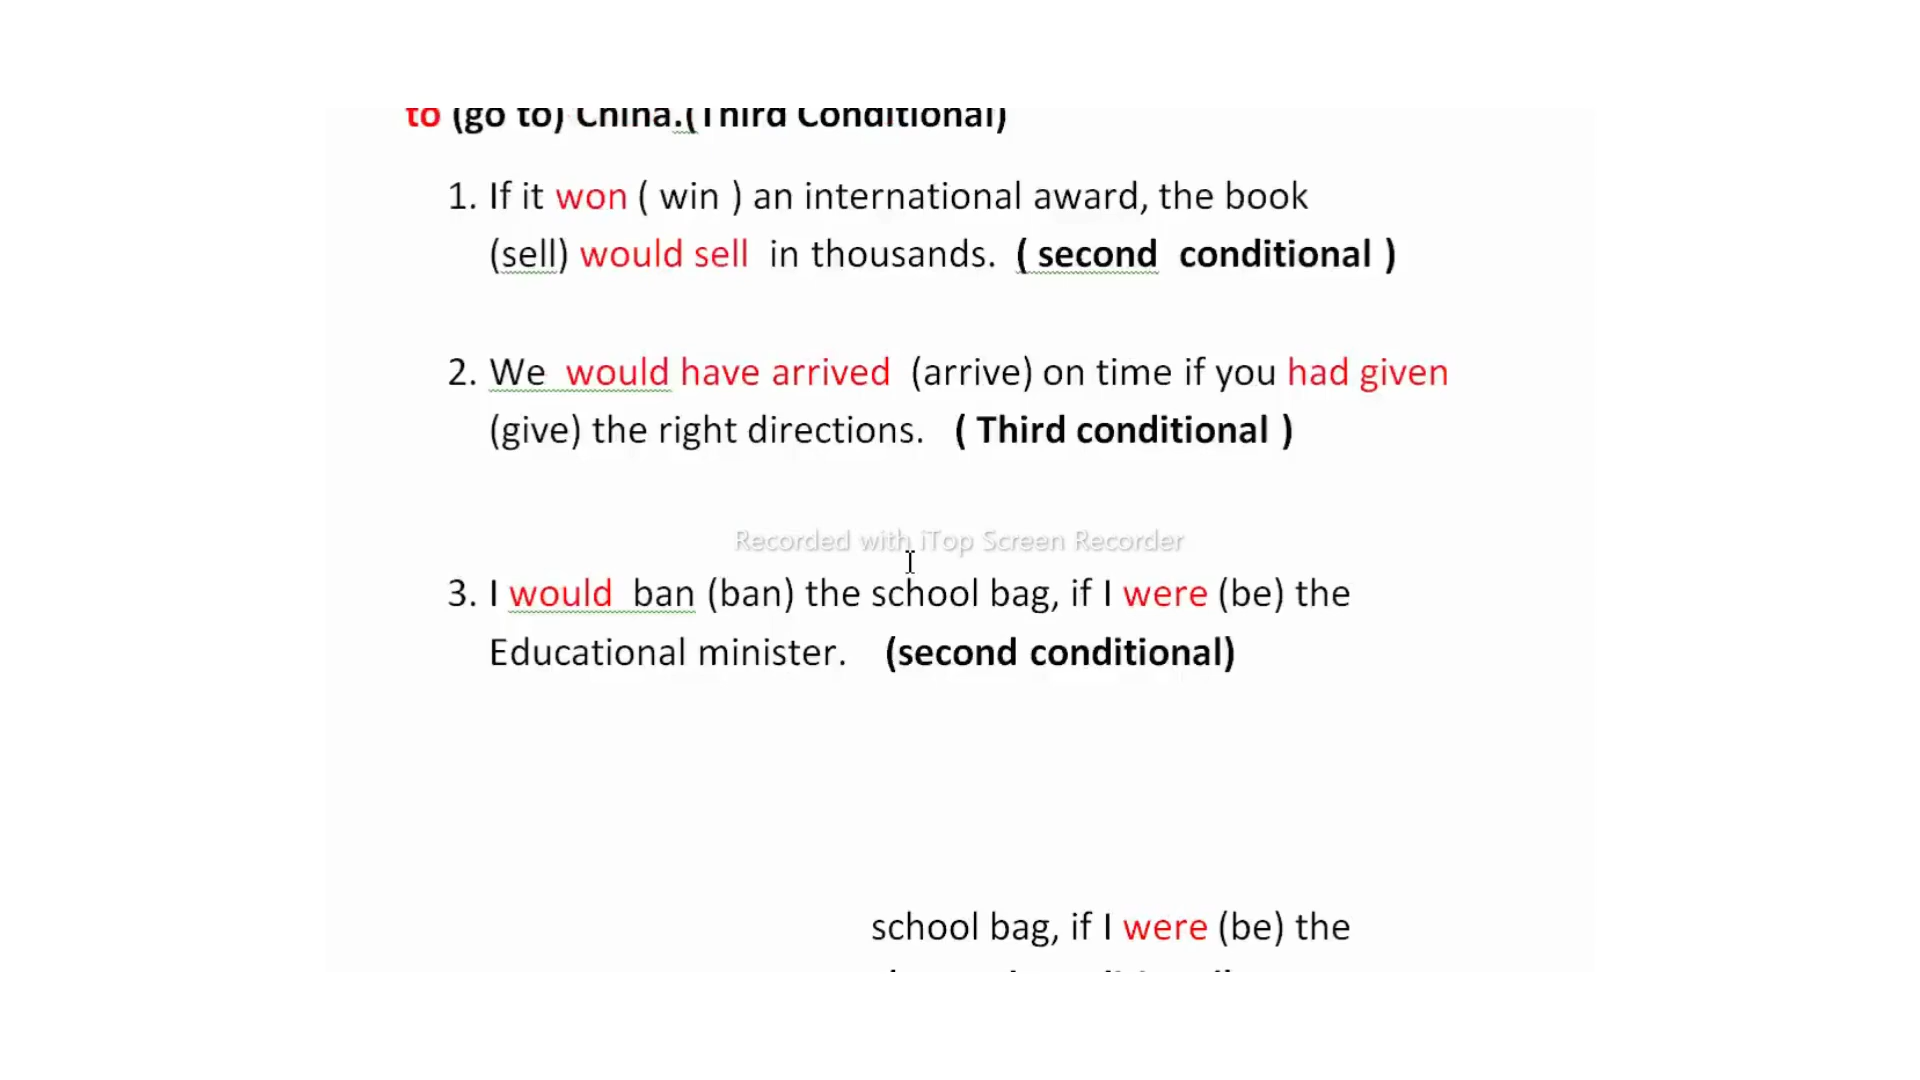 to (go to) China.(Third Conditional)
1. If it won ( win ) an international award, the book
(sell) would sell in thousands. ( second conditional )
2. We would have arrived (arrive) on time if you had given
(give) the right directions. ( Third conditional )
Recorded with iTop Screen Recorder
3. I would ban (ban) the school bag, if I were (be) the
Educational minister. (second conditional)
school bag, if I were (be) the